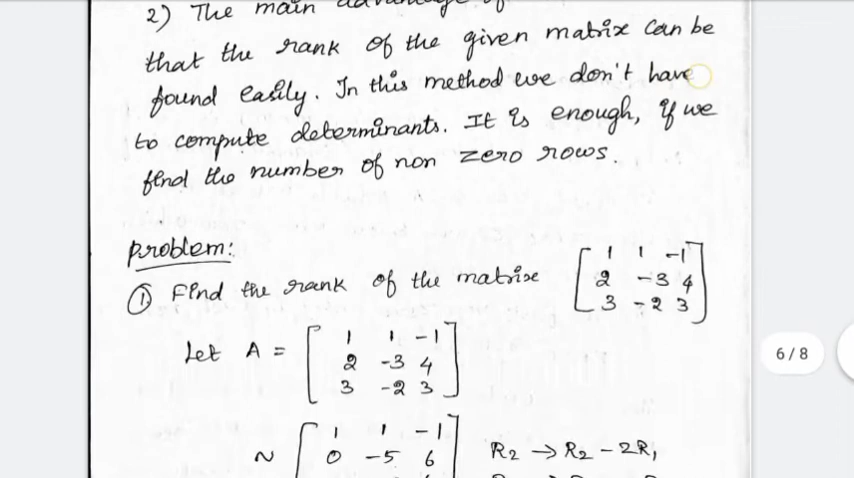 2) The main
that the rank of the given matrix can be
found easily. In this method we don't have
to compute determinants. It is enough, if we
find the number of non zero rows.
problem:
① Find the rank of the matrix [ 1 1 -1
2 -3 4
3 -2 3 ]
Let A = [ 1 1 -1
2 -3 4
3 -2 3 ]
~ [ 1 1 -1
0 -5 6 R2 → R2 - 2R1
6 / 8